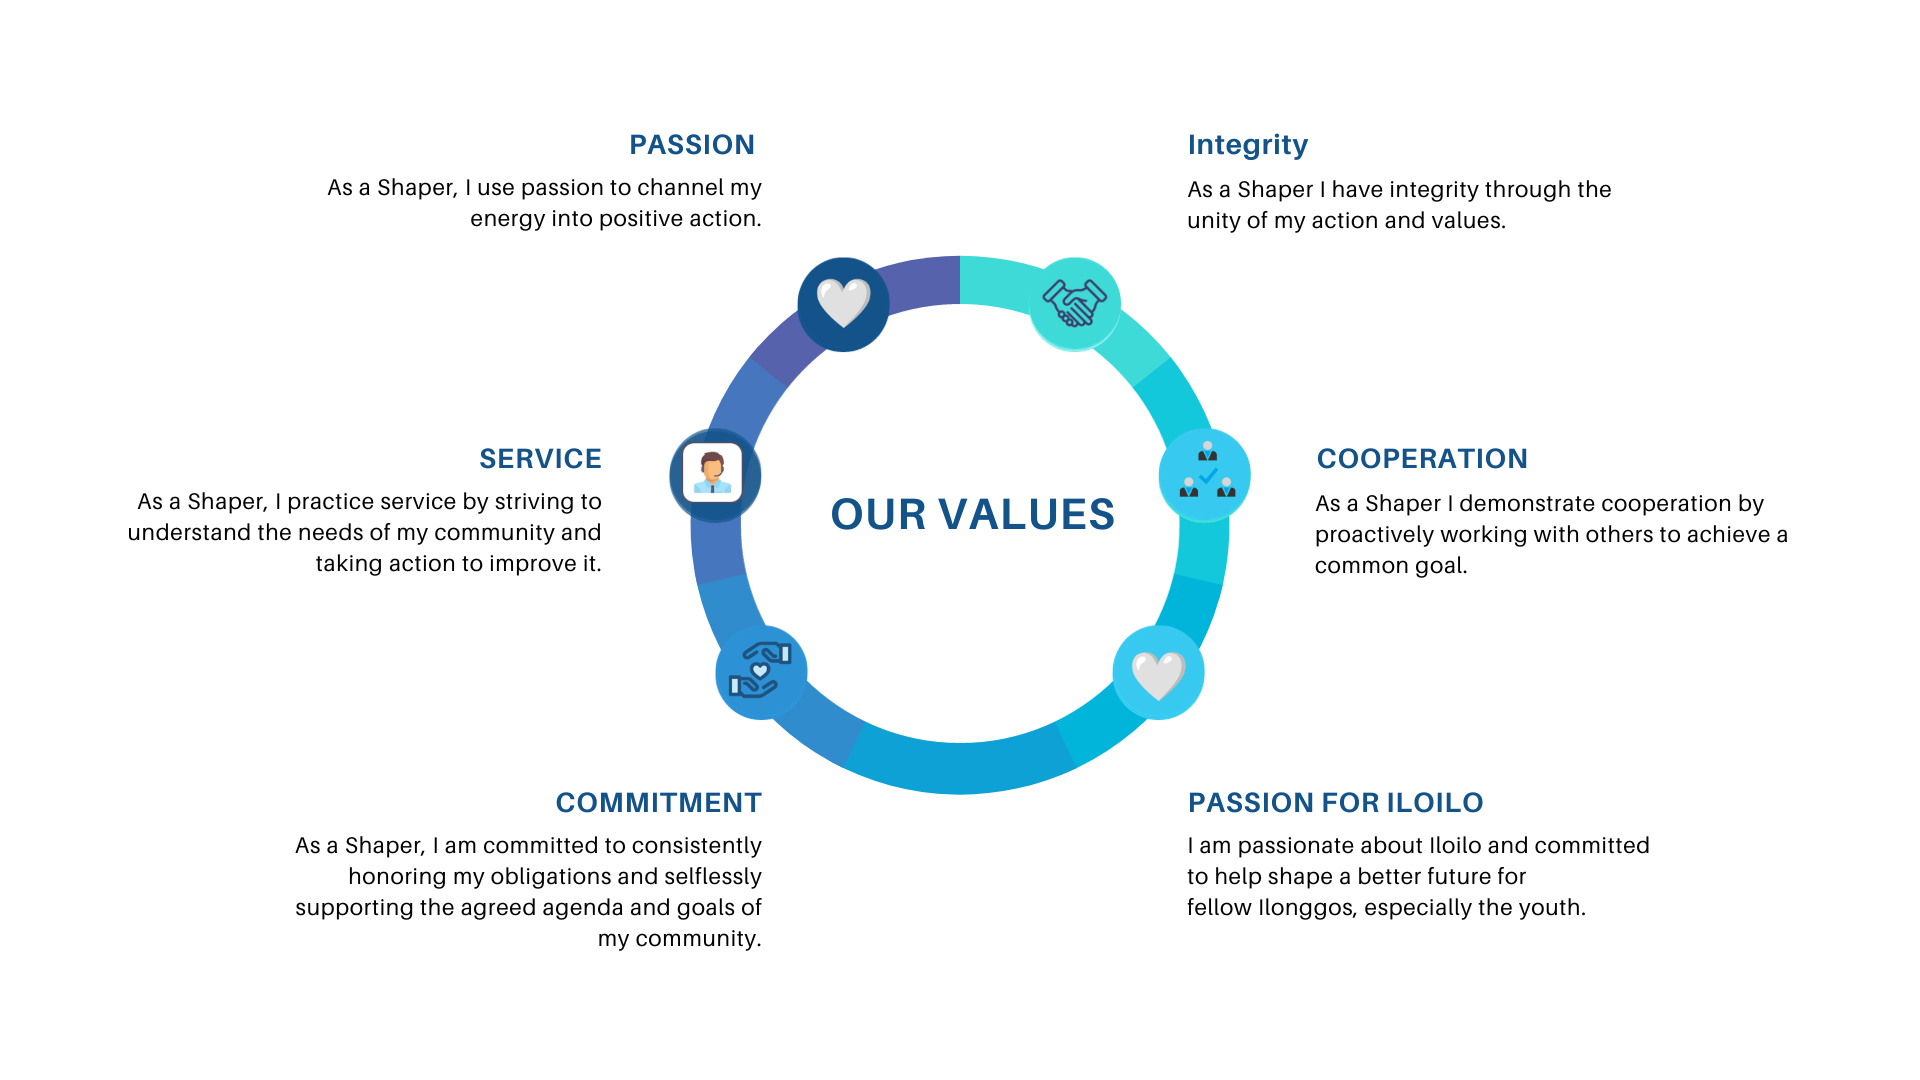 PASSION
As a Shaper, I use passion to channel my
energy into positive action.
Integrity
As a Shaper I have integrity through the
unity of my action and values.
SERVICE
As a Shaper, I practice service by striving to
understand the needs of my community and
taking action to improve it.
OUR VALUES
COOPERATION
As a Shaper I demonstrate cooperation by
proactively working with others to achieve a
common goal.
COMMITMENT
As a Shaper, I am committed to consistently
honoring my obligations and selflessly
supporting the agreed agenda and goals of
my community.
PASSION FOR ILOILO
I am passionate about Iloilo and committed
to help shape a better future for
fellow Ilonggos, especially the youth.